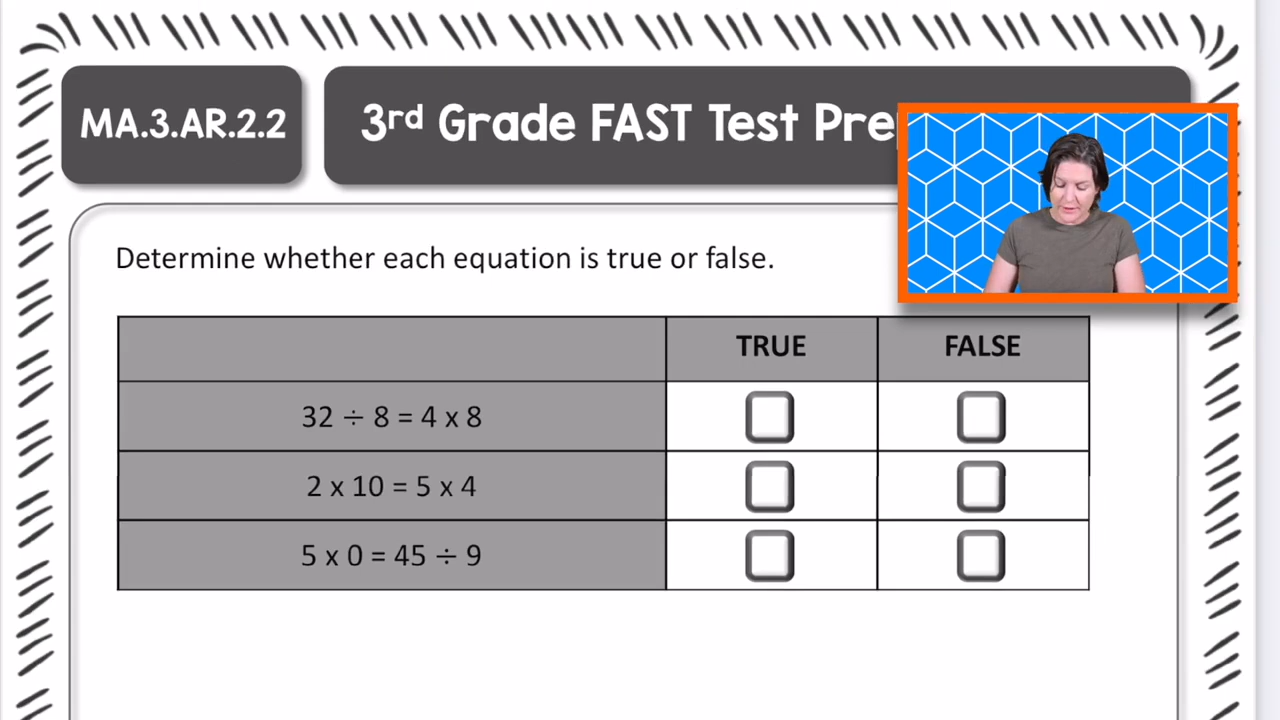 MA.3.AR.2.2
3rd Grade FAST Test Pre
Determine whether each equation is true or false.
TRUE FALSE
32 ÷ 8 = 4 x 8
2 x 10 = 5 x 4
5 x 0 = 45 ÷ 9